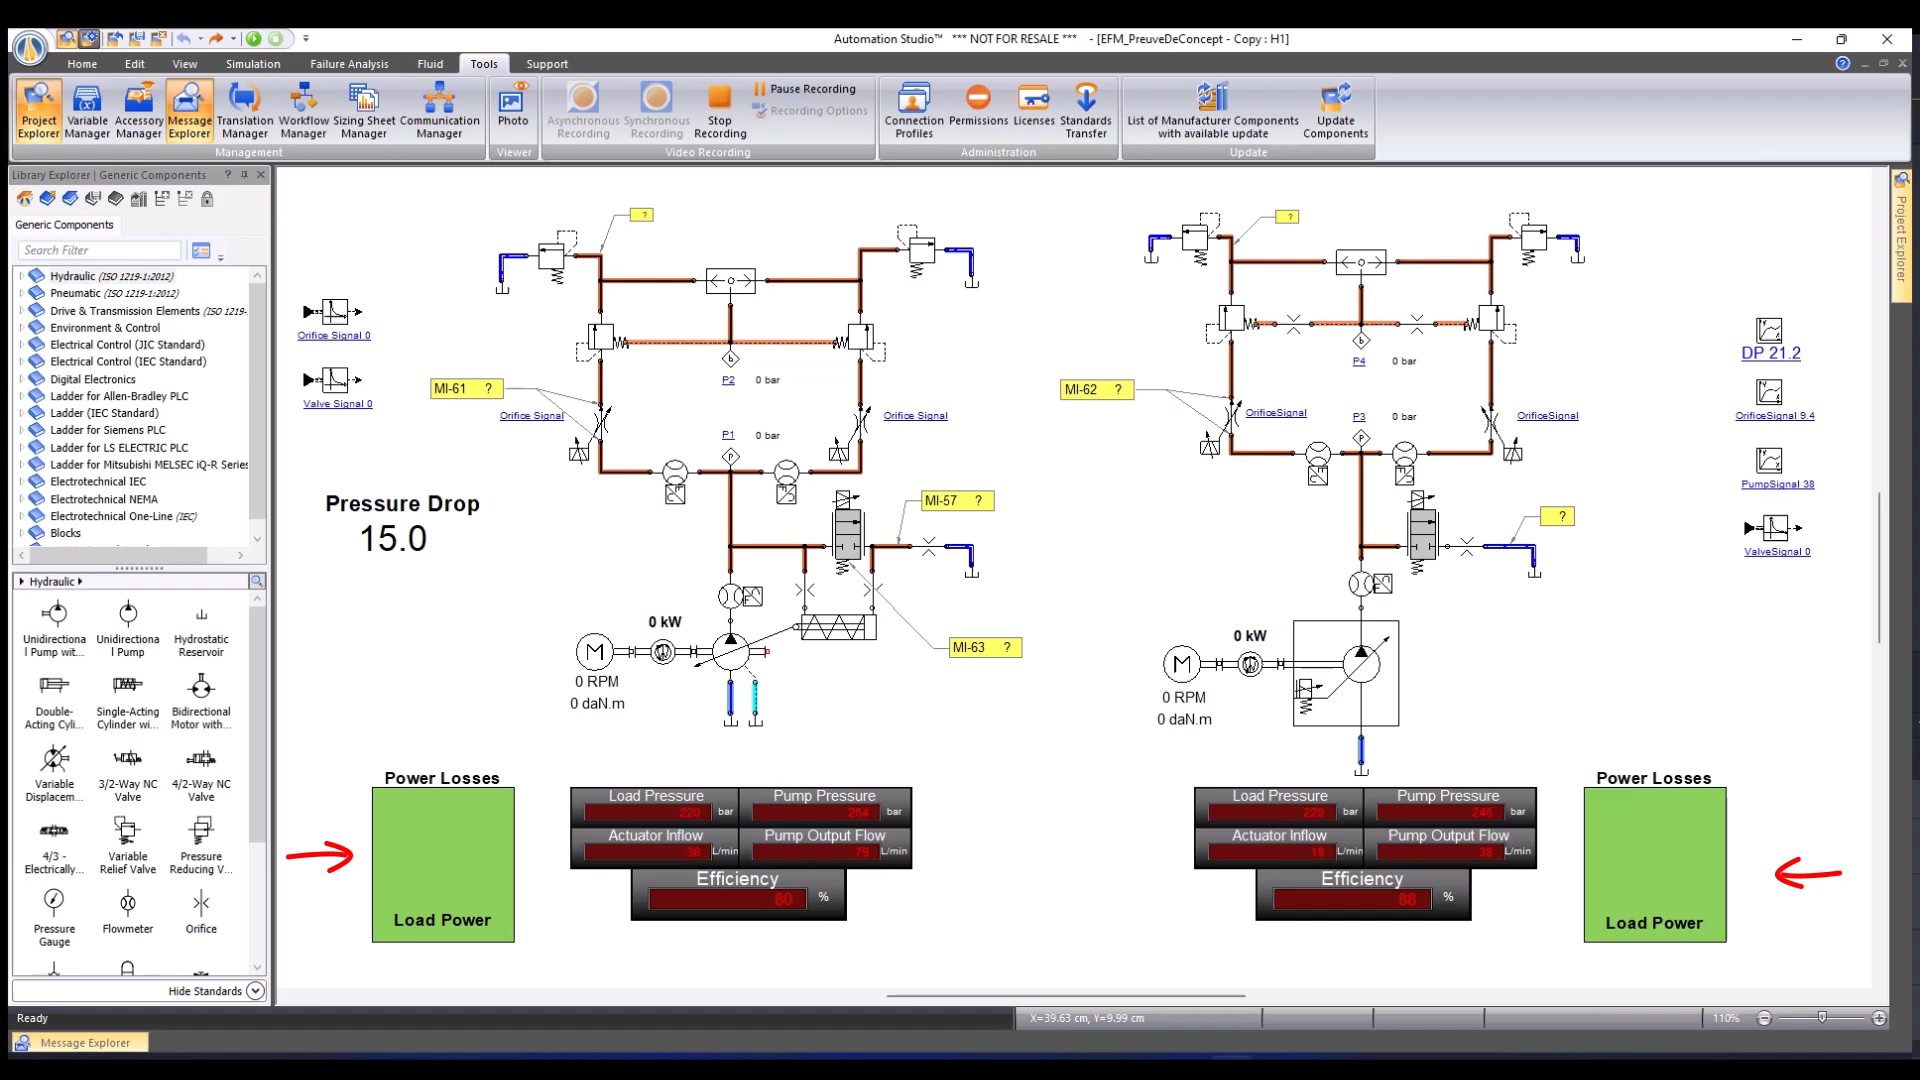 Automation Studio™ *** NOT FOR RESALE *** - [EFM_PreuveDeConcept - Copy : H1]
Home Edit View Simulation Failure Analysis Fluid Tools Support
Project Explorer
Variable Manager
Accessory Manager
Message Explorer
Translation Manager
Workflow Manager
Sizing Sheet Manager
Communication Manager
Management
Photo
Viewer
Asynchronous Recording
Synchronous Recording
Stop Recording
Pause Recording
Recording Options
Video Recording
Connection Profiles
Permissions
Licenses
Standards Transfer
Administration
List of Manufacturer Components with available update
Update Components
Update
Library Explorer | Generic Components
Generic Components
Search Filter
Hydraulic (ISO 1219-1:2012)
Pneumatic (ISO 1219-1:2012)
Drive & Transmission Elements (ISO 1219-
Environment & Control
Electrical Control (JIC Standard)
Electrical Control (IEC Standard)
Digital Electronics
Ladder for Allen-Bradley PLC
Ladder (IEC Standard)
Ladder for Siemens PLC
Ladder for LS ELECTRIC PLC
Ladder for Mitsubishi MELSEC iQ-R Series
Electrotechnical IEC
Electrotechnical NEMA
Electrotechnical One-Line (IEC)
Blocks
Hydraulic
Unidirectiona l Pump wit...
Unidirectiona l Pump
Hydrostatic Reservoir
Double- Acting Cyli...
Single-Acting Cylinder wi...
Bidirectional Motor with...
Variable Displacem...
3/2-Way NC Valve
4/2-Way NC Valve
4/3 - Electrically...
Variable Relief Valve
Pressure Reducing V...
Pressure Gauge
Flowmeter
Orifice
Hide Standards
Ready
X=39.63 cm, Y=9.99 cm
110%
Message Explorer
Project Explorer
Orifice Signal 0
Valve Signal 0
?
MI-61 ?
Orifice Signal
Orifice Signal
P2 0 bar
P1 0 bar
Pressure Drop
15.0
MI-57 ?
MI-63 ?
0 kW
M
0 RPM
0 daN.m
?
MI-62 ?
OrificeSignal
OrificeSignal
P4 0 bar
P3 0 bar
?
0 kW
M
0 RPM
0 daN.m
DP 21.2
OrificeSignal 9.4
PumpSignal 38
ValveSignal 0
Power Losses
Load Power
Load Pressure
220 bar
Pump Pressure
264 bar
Actuator Inflow
38 L/min
Pump Output Flow
79 L/min
Efficiency
80 %
Load Pressure
220 bar
Pump Pressure
246 bar
Actuator Inflow
19 L/min
Pump Output Flow
38 L/min
Efficiency
88 %
Power Losses
Load Power